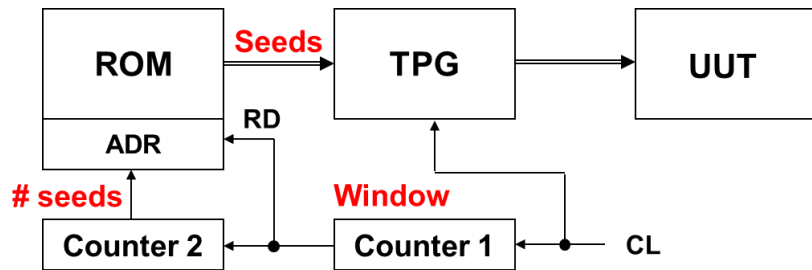 Seeds
ROM
TPG
UUT
RD
ADR
# seeds
Window
Counter 2
Counter 1
CL